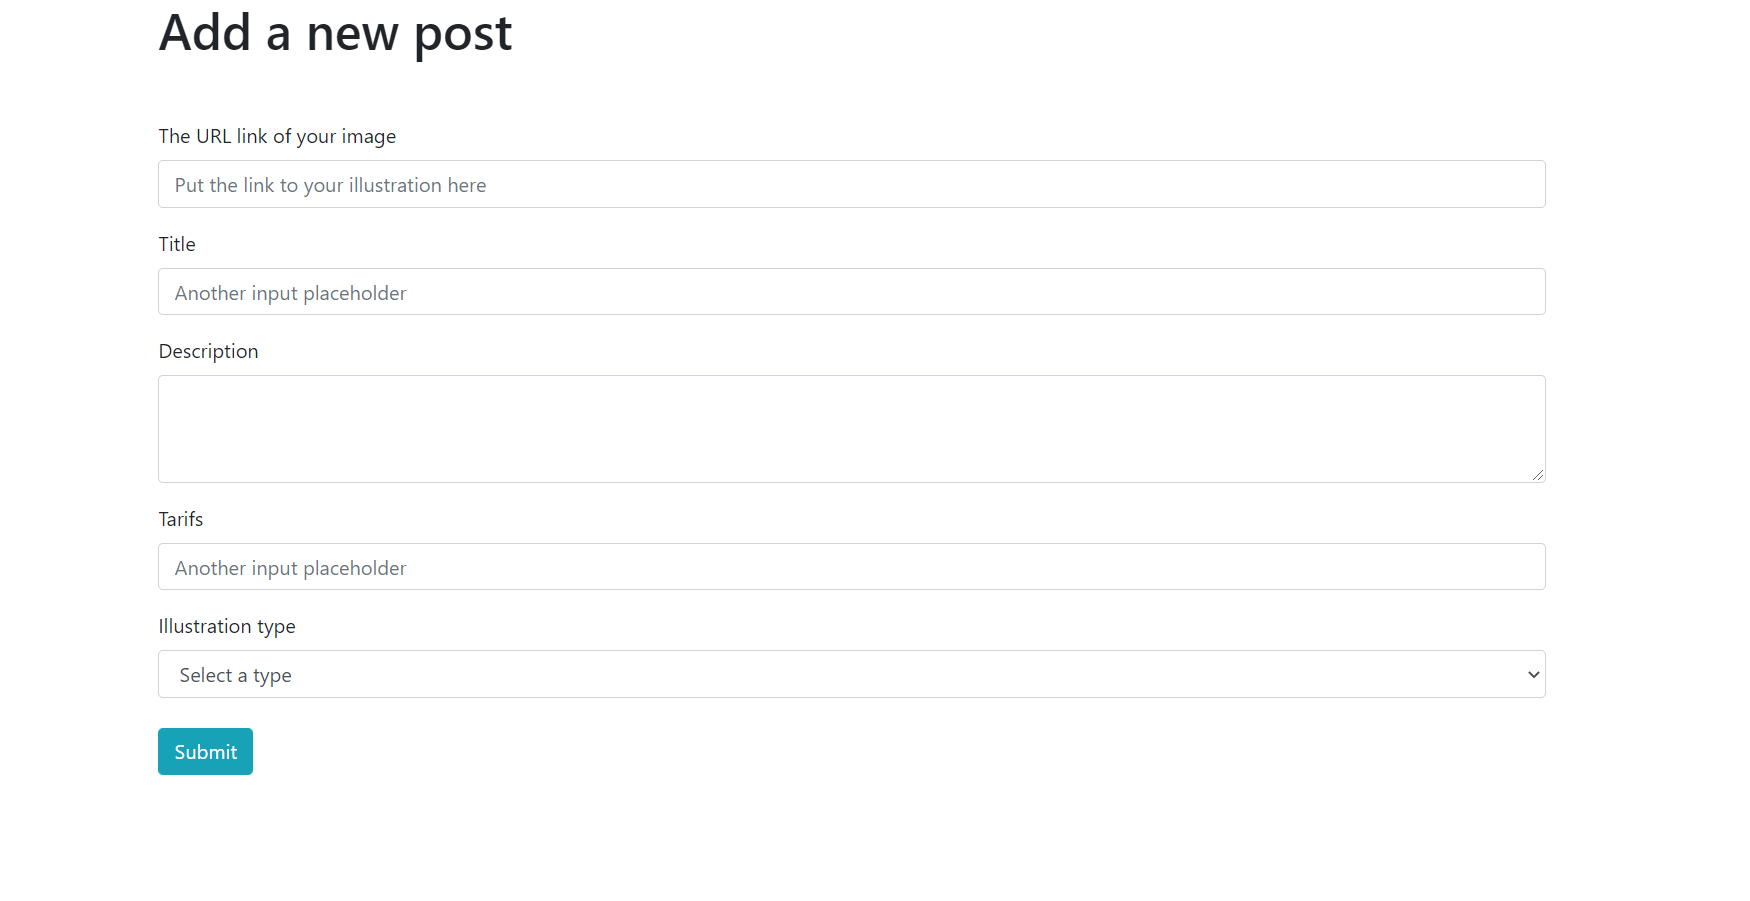 Add a new post
The URL link of your image
Put the link to your illustration here
Title
Another input placeholder
Description
Tarifs
Another input placeholder
Illustration type
Select a type
Submit